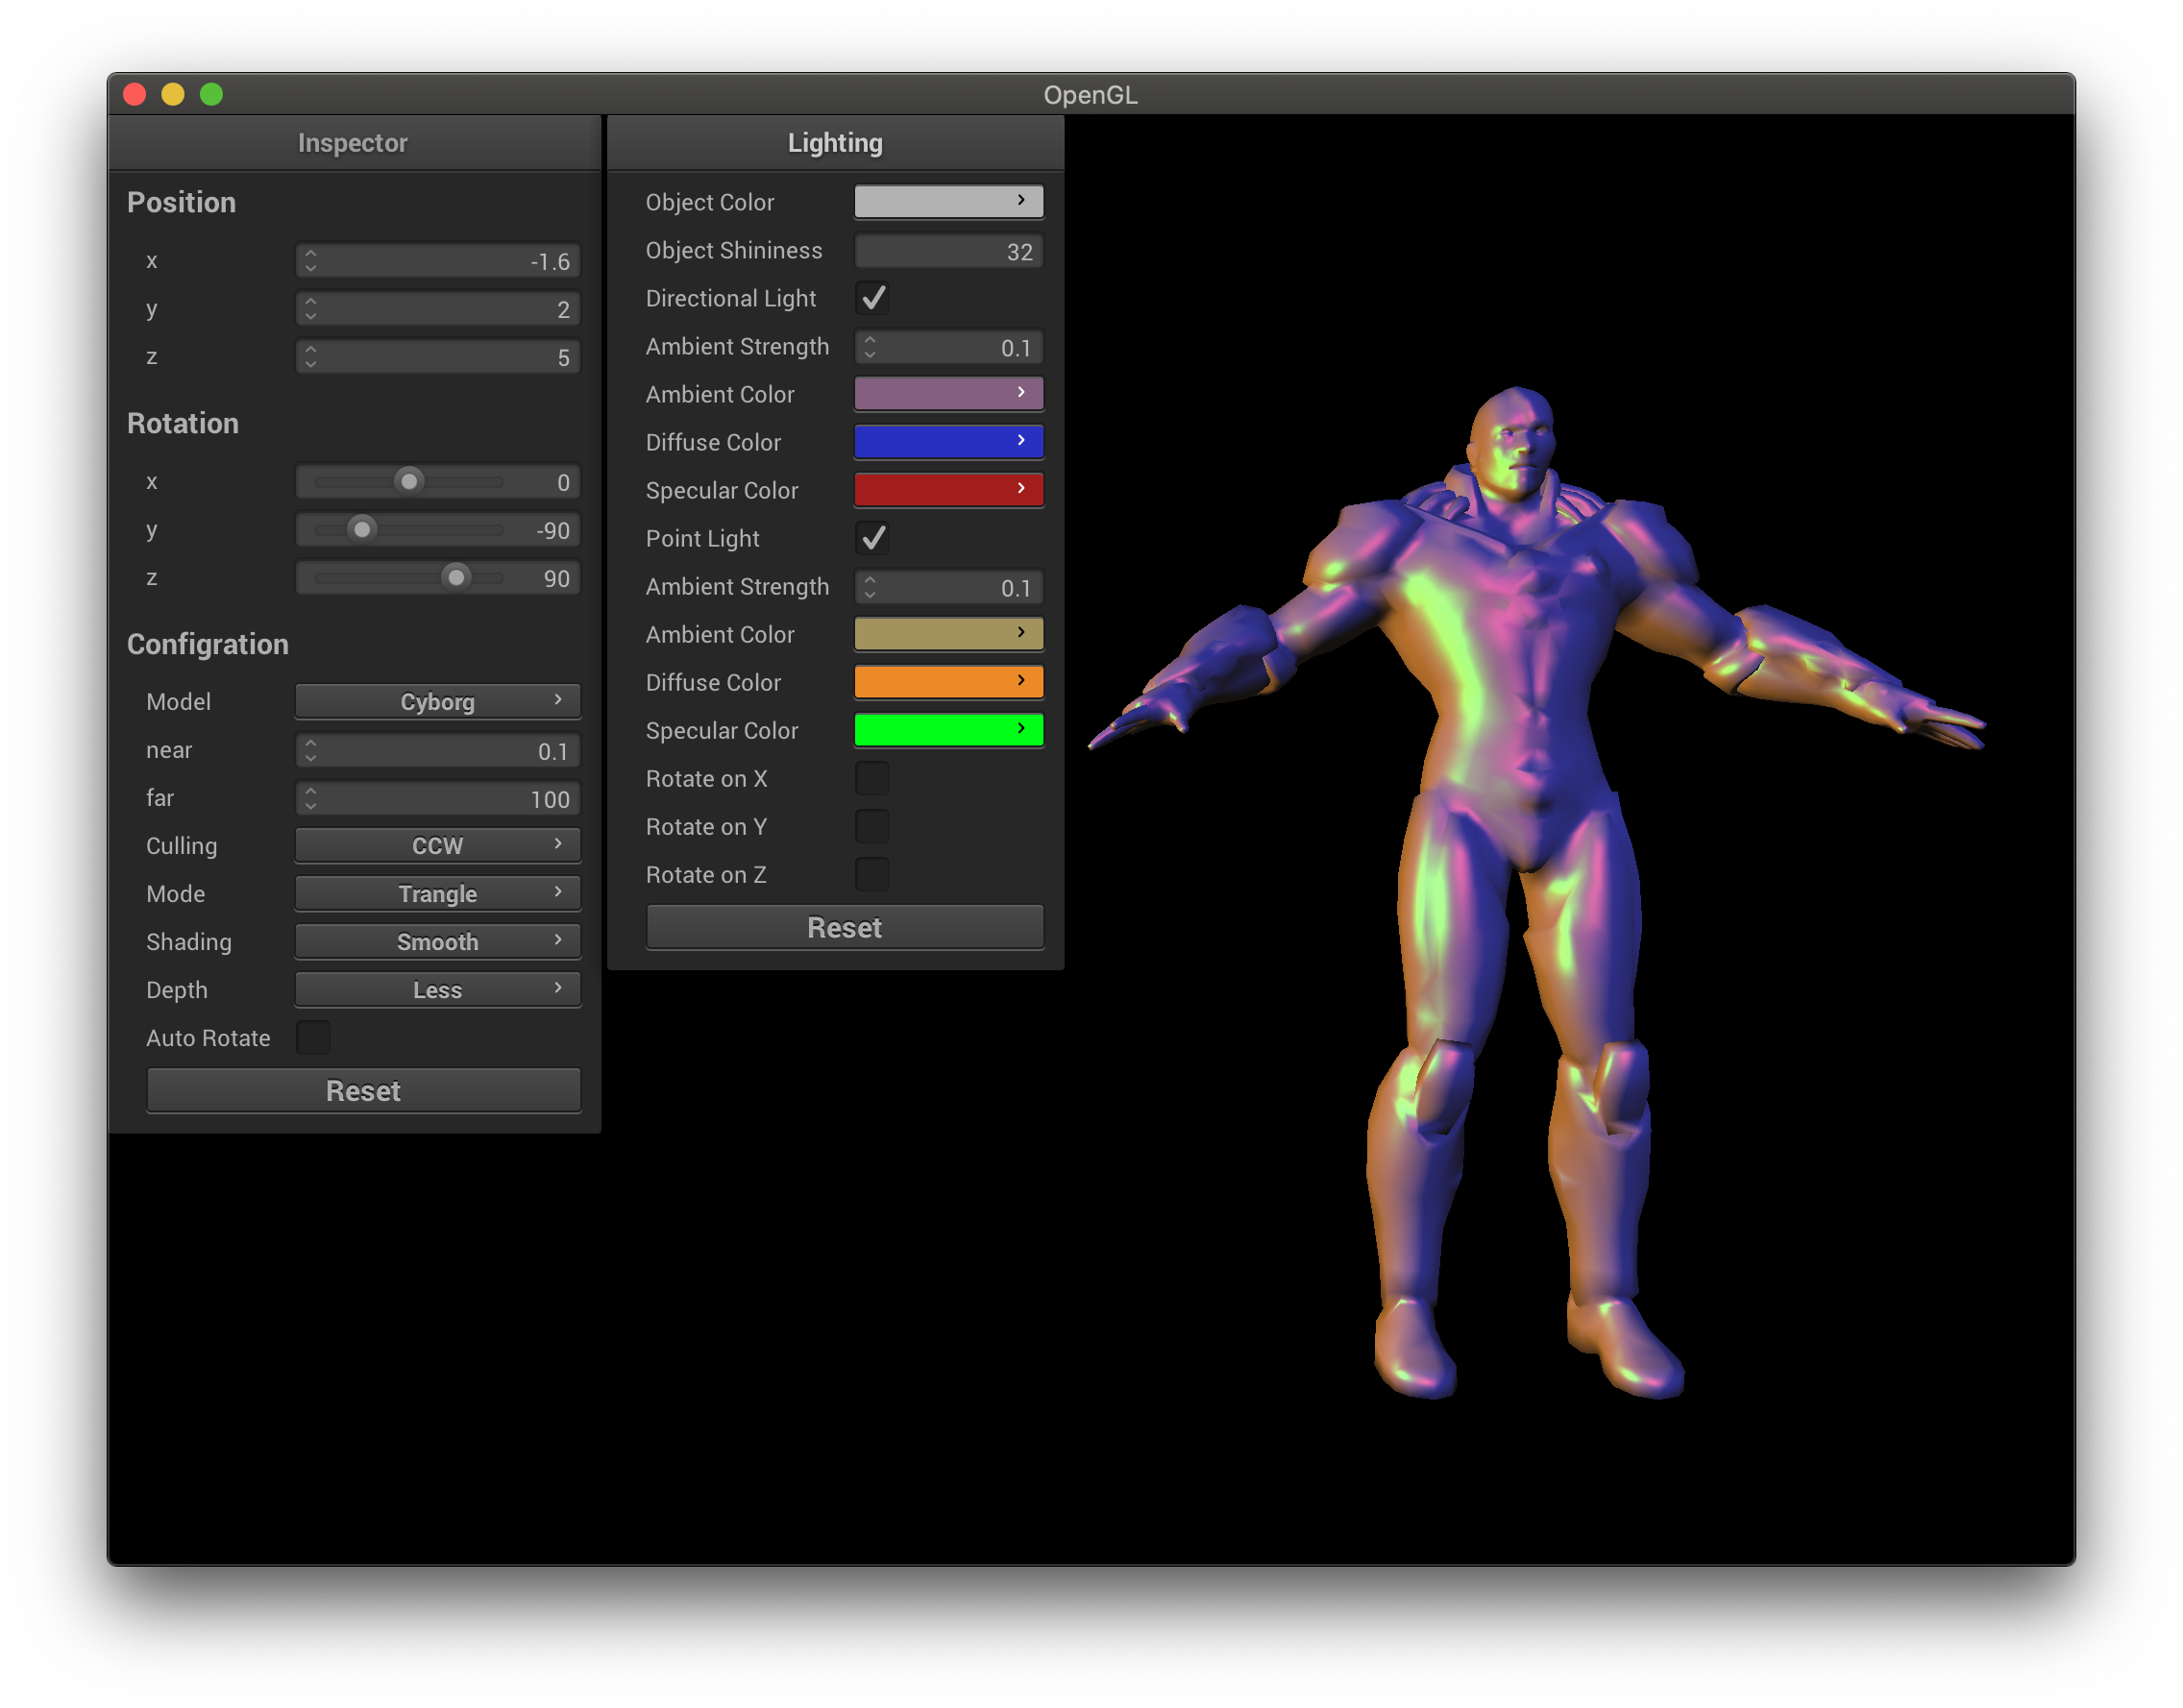 OpenGL
Inspector
Position
x -1.6
y 2
z 5
Rotation
x 0
y -90
z 90
Configration
Model Cyborg
near 0.1
far 100
Culling CCW
Mode Trangle
Shading Smooth
Depth Less
Auto Rotate
Reset
Lighting
Object Color
Object Shininess 32
Directional Light
Ambient Strength 0.1
Ambient Color
Diffuse Color
Specular Color
Point Light
Ambient Strength 0.1
Ambient Color
Diffuse Color
Specular Color
Rotate on X
Rotate on Y
Rotate on Z
Reset